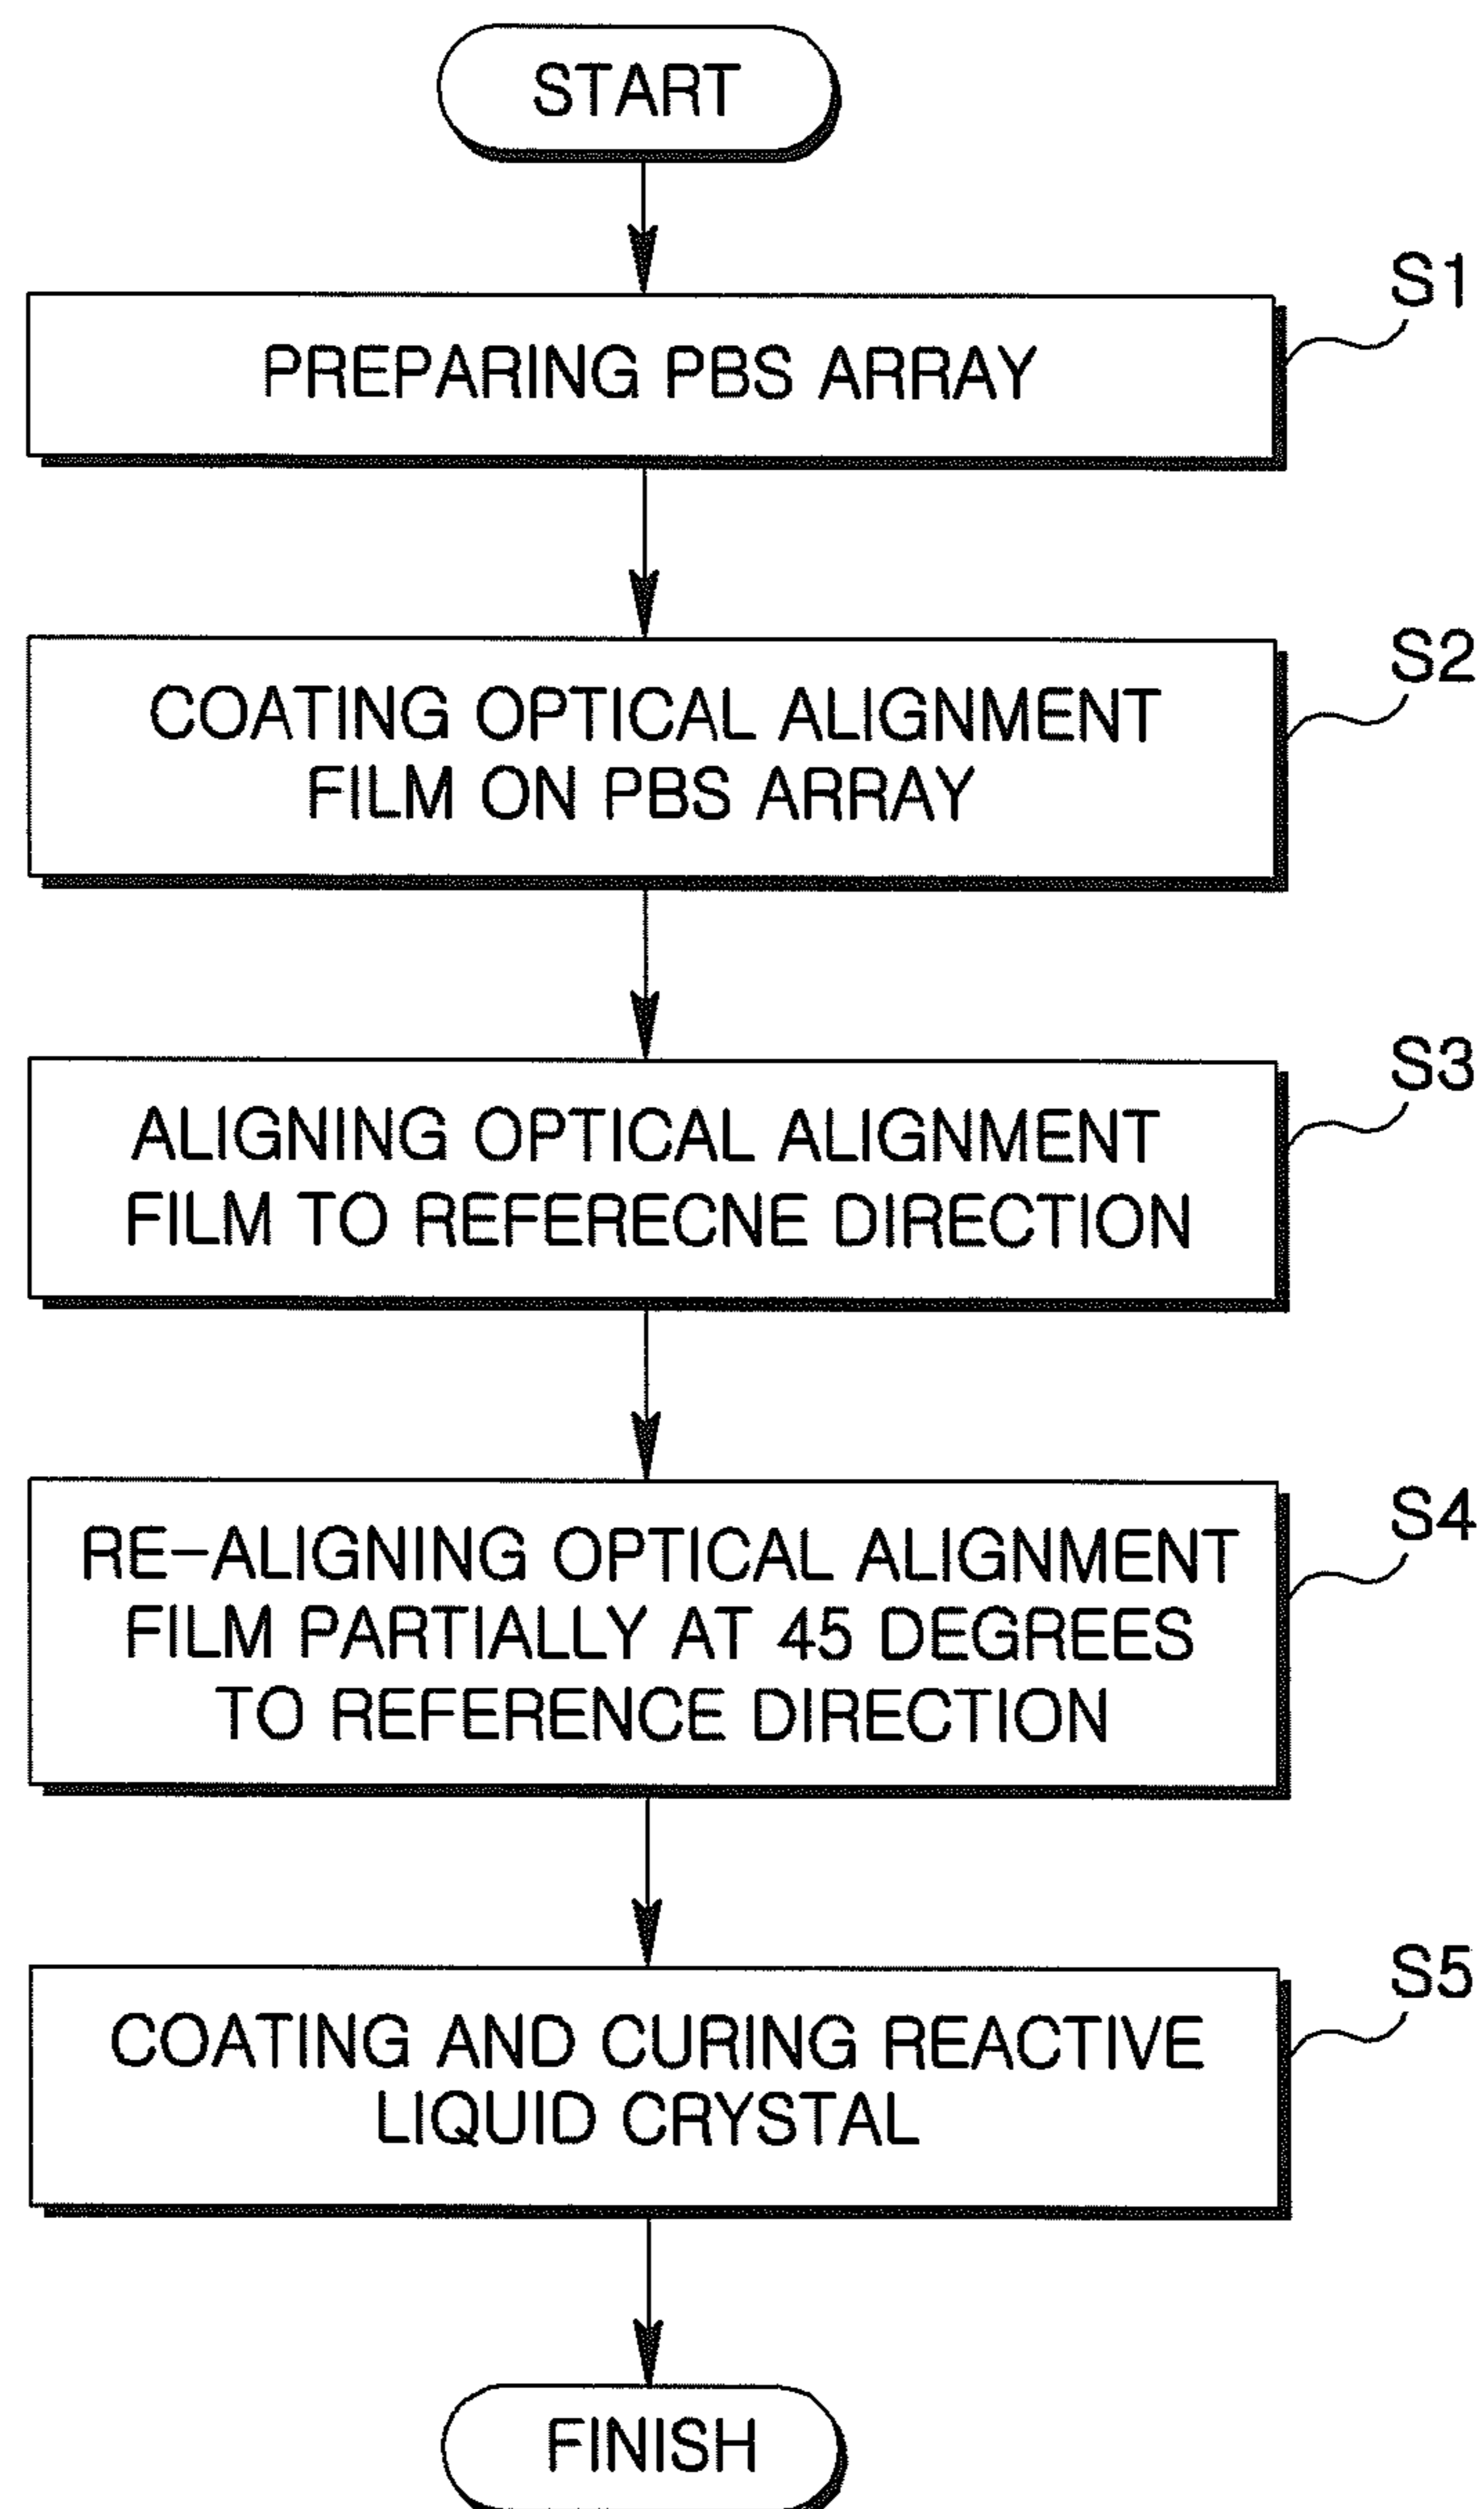 START
S1
PREPARING PBS ARRAY
S2
COATING OPTICAL ALIGNMENT
FILM ON PBS ARRAY
S3
ALIGNING OPTICAL ALIGNMENT
FILM TO REFERECNE DIRECTION
S4
RE-ALIGNING OPTICAL ALIGNMENT
FILM PARTIALLY AT 45 DEGREES
TO REFERENCE DIRECTION
S5
COATING AND CURING REACTIVE
LIQUID CRYSTAL
FINISH